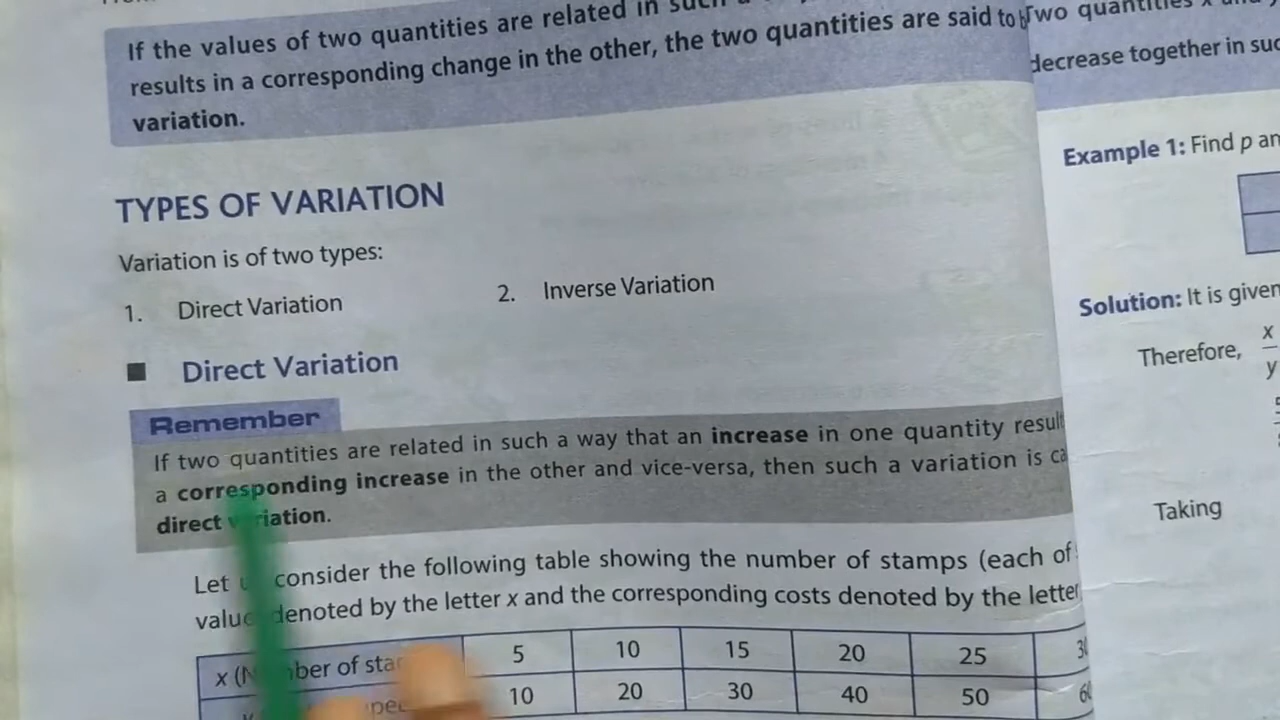 If the values of two quantities are related in such
results in a corresponding change in the other, the two quantities are said to
variation.
TYPES OF VARIATION
Variation is of two types:
1. Direct Variation
2. Inverse Variation
■ Direct Variation
Remember
If two quantities are related in such a way that an increase in one quantity
a corresponding increase in the other and vice-versa, then such a variation is
direct variation.
Let consider the following table showing the number of stamps (each of
denoted by the letter x and the corresponding costs denoted by the letter
x ( of 5 10 15 20 25
10 20 30 40 50
Two quantities x
decrease together in
Example 1: Find p
Solution: It is given
Therefore, x
y
Taking